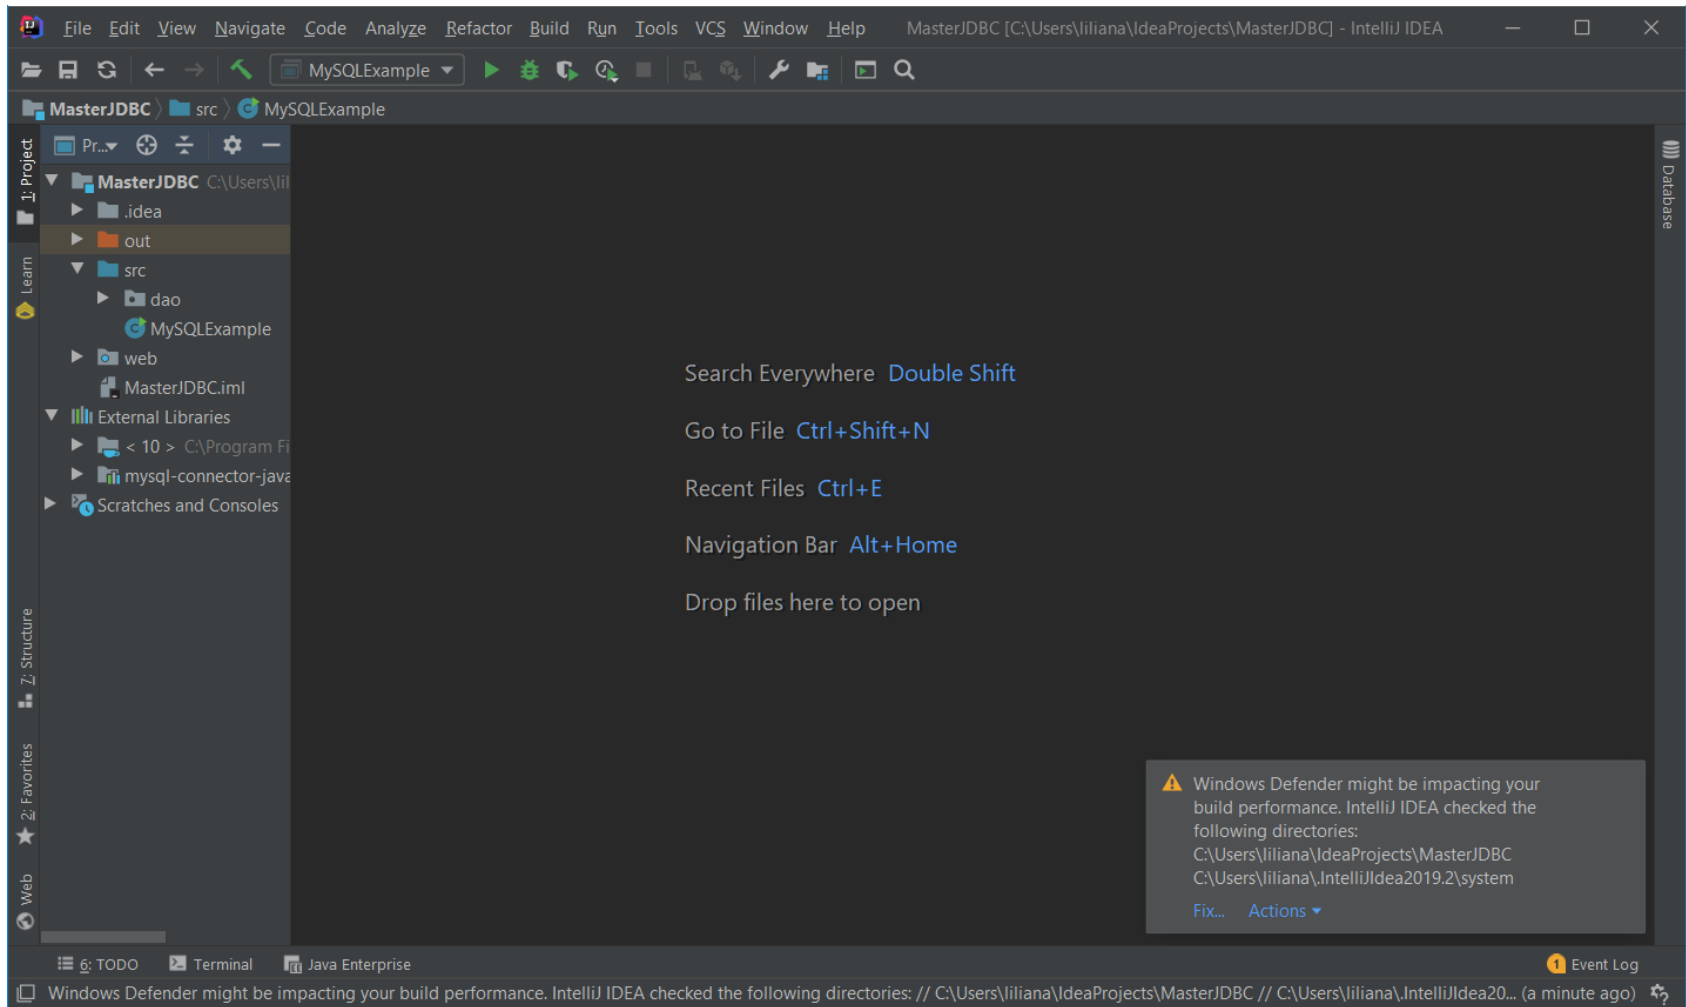 File Edit View Navigate Code Analyze Refactor Build Run Tools VCS Window Help MasterJDBC [C:\Users\liliana\IdeaProjects\MasterJDBC] - IntelliJ IDEA
MySQLExample
MasterJDBC src MySQLExample
1: Project
Learn
7: Structure
2: Favorites
Web
Pr...
MasterJDBC C:\Users\lil
.idea
out
src
dao
MySQLExample
web
MasterJDBC.iml
External Libraries
< 10 > C:\Program Fi
mysql-connector-java
Scratches and Consoles
Search Everywhere Double Shift
Go to File Ctrl+Shift+N
Recent Files Ctrl+E
Navigation Bar Alt+Home
Drop files here to open
Database
Windows Defender might be impacting your
build performance. IntelliJ IDEA checked the
following directories:
C:\Users\liliana\IdeaProjects\MasterJDBC
C:\Users\liliana\.IntelliJIdea2019.2\system
Fix... Actions
6: TODO Terminal Java Enterprise 1 Event Log
Windows Defender might be impacting your build performance. IntelliJ IDEA checked the following directories: // C:\Users\liliana\IdeaProjects\MasterJDBC // C:\Users\liliana\.IntelliJIdea20... (a minute ago)